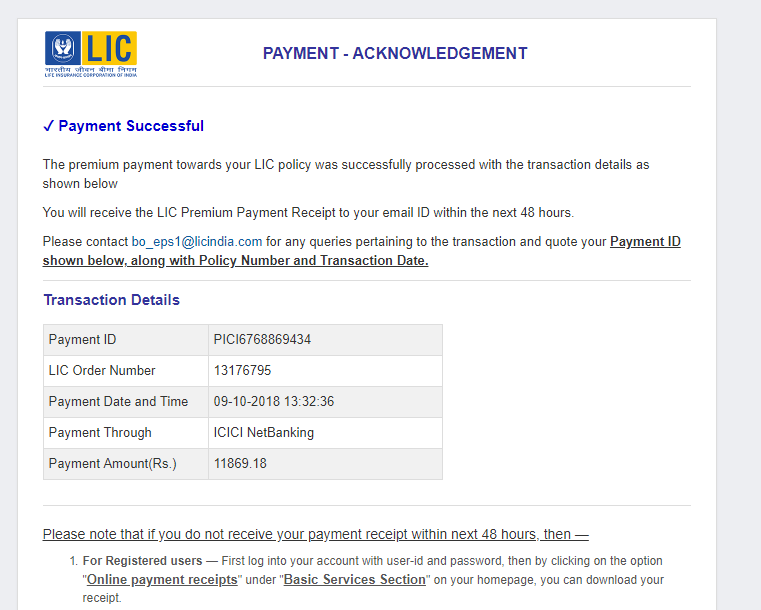 LIC
भारतीय जीवन बीमा निगम
LIFE INSURANCE CORPORATION OF INDIA
PAYMENT - ACKNOWLEDGEMENT
✓ Payment Successful
The premium payment towards your LIC policy was successfully processed with the transaction details as
shown below
You will receive the LIC Premium Payment Receipt to your email ID within the next 48 hours.
Please contact bo_eps1@licindia.com for any queries pertaining to the transaction and quote your Payment ID
shown below, along with Policy Number and Transaction Date.
Transaction Details
Payment ID PICI6768869434
LIC Order Number 13176795
Payment Date and Time 09-10-2018 13:32:36
Payment Through ICICI NetBanking
Payment Amount(Rs.) 11869.18
Please note that if you do not receive your payment receipt within next 48 hours, then —
1. For Registered users — First log into your account with user-id and password, then by clicking on the option
"Online payment receipts" under "Basic Services Section" on your homepage, you can download your
receipt.